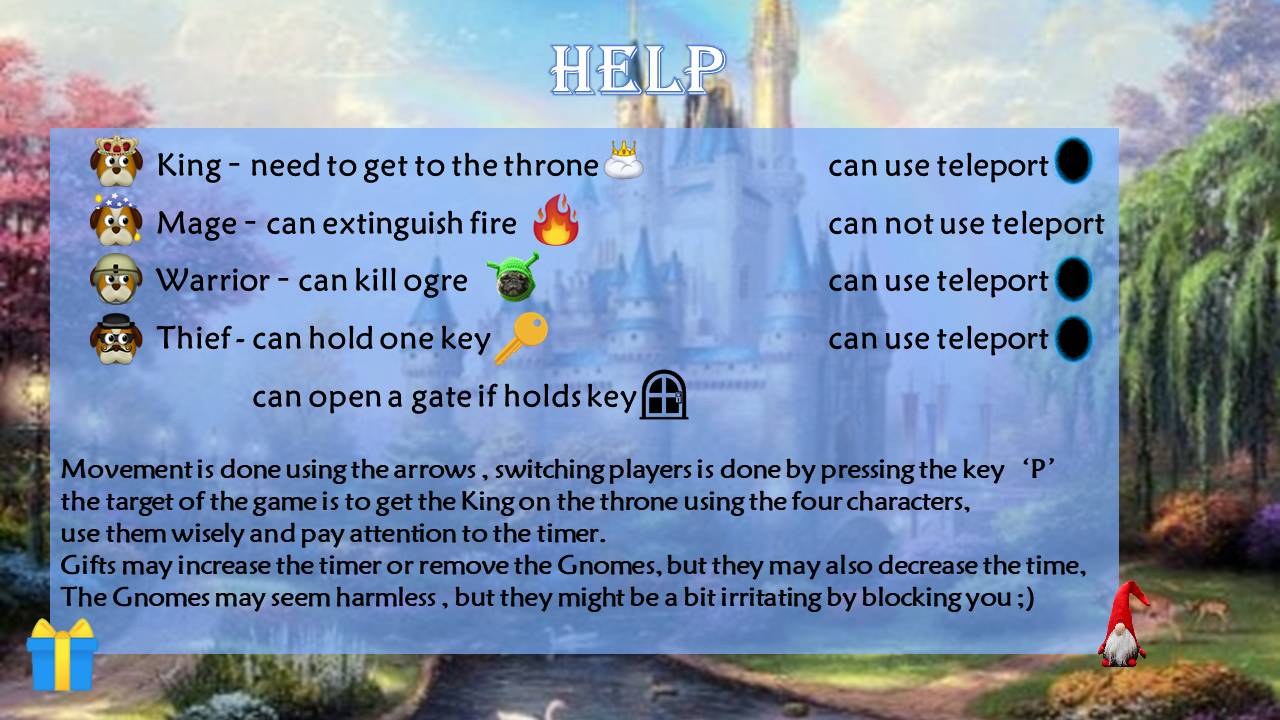 HELP
King - need to get to the throne can use teleport
Mage - can extinguish fire can not use teleport
Warrior - can kill ogre can use teleport
Thief - can hold one key can use teleport
can open a gate if holds key
Movement is done using the arrows , switching players is done by pressing the key ‘P’
the target of the game is to get the King on the throne using the four characters,
use them wisely and pay attention to the timer.
Gifts may increase the timer or remove the Gnomes, but they may also decrease the time,
The Gnomes may seem harmless , but they might be a bit irritating by blocking you ;)